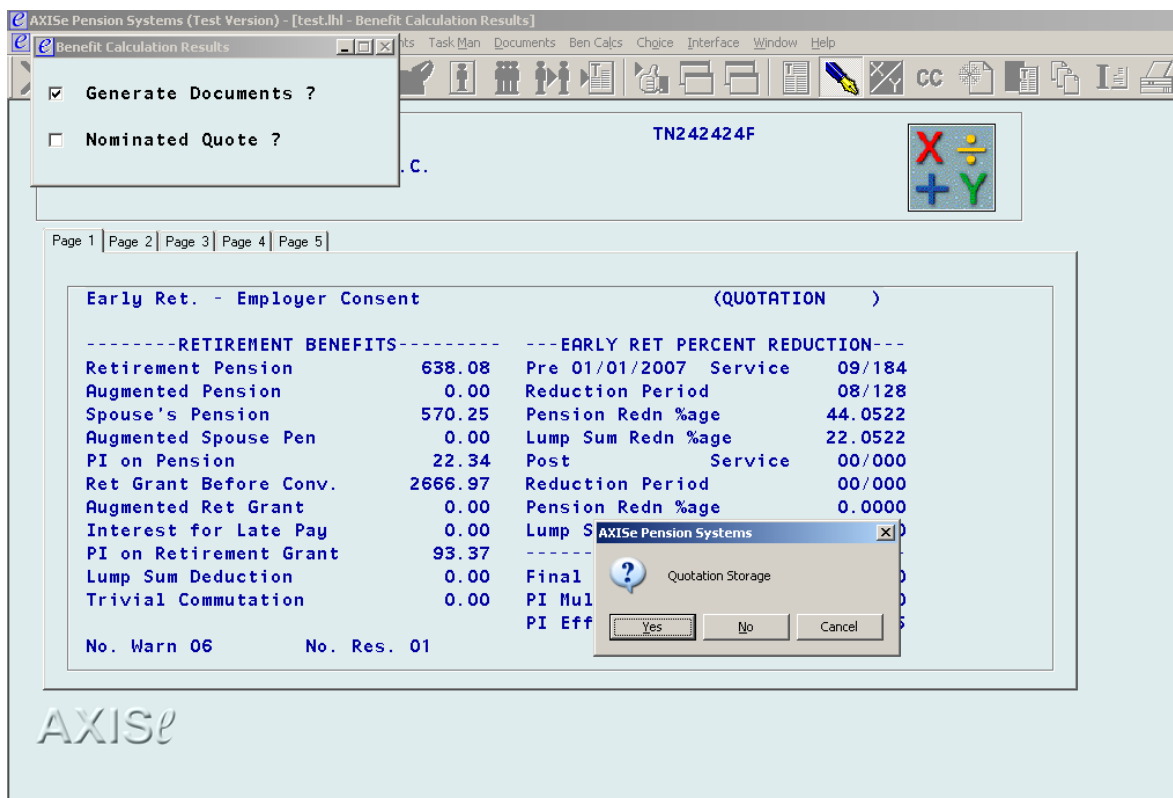 AXISe Pension Systems (Test Version) - [test.lhl - Benefit Calculation Results]
Benefit Calculation Results
Task Man Documents Ben Calcs Choice Interface Window Help
Generate Documents ?
Nominated Quote ?
CC
TN242424F
.C.
X ÷
+ Y
Page 1 Page 2 Page 3 Page 4 Page 5
Early Ret. - Employer Consent (QUOTATION )
--------RETIREMENT BENEFITS--------- ---EARLY RET PERCENT REDUCTION---
Retirement Pension 638.08 Pre 01/01/2007 Service 09/184
Augmented Pension 0.00 Reduction Period 08/128
Spouse's Pension 570.25 Pension Redn %age 44.0522
Augmented Spouse Pen 0.00 Lump Sum Redn %age 22.0522
PI on Pension 22.34 Post Service 00/000
Ret Grant Before Conv. 2666.97 Reduction Period 00/000
Augmented Ret Grant 0.00 Pension Redn %age 0.0000
Interest for Late Pay 0.00 Lump S
PI on Retirement Grant 93.37 ------
Lump Sum Deduction 0.00 Final
Trivial Commutation 0.00 PI Mul
PI Eff
No. Warn 06 No. Res. 01
AXISe Pension Systems
Quotation Storage
Yes No Cancel
AXISe